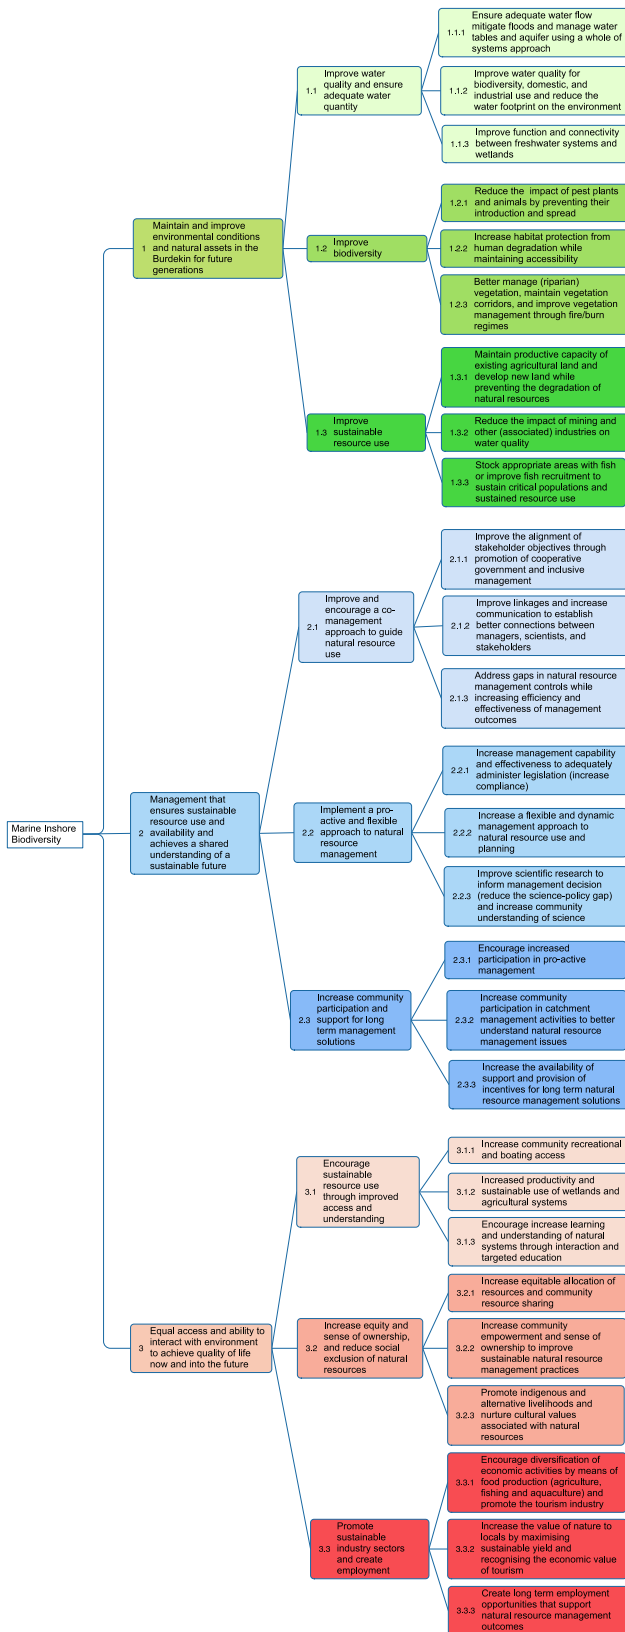 Marine Inshore
Biodiversity
1
Maintain and improve
environmental conditions
and natural assets in the
Burdekin for future
generations
1.1
Improve water
quality and ensure
adequate water
quantity
1.1.1
Ensure adequate water flow
mitigate floods and manage water
tables and aquifer using a whole of
systems approach
1.1.2
Improve water quality for
biodiversity, domestic, and
industrial use and reduce the
water footprint on the environment
1.1.3
Improve function and connectivity
between freshwater systems and
wetlands
1.2
Improve
biodiversity
1.2.1
Reduce the impact of pest plants
and animals by preventing their
introduction and spread
1.2.2
Increase habitat protection from
human degradation while
maintaining accessibility
1.2.3
Better manage (riparian)
vegetation, maintain vegetation
corridors, and improve vegetation
management through fire/burn
regimes
1.3
Improve
sustainable
resource use
1.3.1
Maintain productive capacity of
existing agricultural land and
develop new land while
preventing the degradation of
natural resources
1.3.2
Reduce the impact of mining and
other (associated) industries on
water quality
1.3.3
Stock appropriate areas with fish
or improve fish recruitment to
sustain critical populations and
sustained resource use
2
Management that
ensures sustainable
resource use and
availability and
achieves a shared
understanding of a
sustainable future
2.1
Improve and
encourage a co-
management
approach to guide
natural resource
use
2.1.1
Improve the alignment of
stakeholder objectives through
promotion of cooperative
government and inclusive
management
2.1.2
Improve linkages and increase
communication to establish
better connections between
managers, scientists, and
stakeholders
2.1.3
Address gaps in natural resource
management controls while
increasing efficiency and
effectiveness of management
outcomes
2.2
Implement a pro-
active and flexible
approach to natural
resource
management
2.2.1
Increase management capability
and effectiveness to adequately
administer legislation (increase
compliance)
2.2.2
Increase a flexible and dynamic
management approach to
natural resource use and
planning
2.2.3
Improve scientific research to
inform management decision
(reduce the science-policy gap)
and increase community
understanding of science
2.3
Increase community
participation and
support for long
term management
solutions
2.3.1
Encourage increased
participation in pro-active
management
2.3.2
Increase community
participation in catchment
management activities to better
understand natural resource
management issues
2.3.3
Increase the availability of
support and provision of
incentives for long term natural
resource management solutions
3
Equal access and ability to
interact with environment
to achieve quality of life
now and into the future
3.1
Encourage
sustainable
resource use
through improved
access and
understanding
3.1.1
Increase community recreational
and boating access
3.1.2
Increased productivity and
sustainable use of wetlands and
agricultural systems
3.1.3
Encourage increase learning
and understanding of natural
systems through interaction and
targeted education
3.2
Increase equity and
sense of ownership,
and reduce social
exclusion of natural
resources
3.2.1
Increase equitable allocation of
resources and community
resource sharing
3.2.2
Increase community
empowerment and sense of
ownership to improve
sustainable natural resource
management practices
3.2.3
Promote indigenous and
alternative livelihoods and
nurture cultural values
associated with natural
resources
3.3
Promote
sustainable
industry sectors
and create
employment
3.3.1
Encourage diversification of
economic activities by means of
food production (agriculture,
fishing and aquaculture) and
promote the tourism industry
3.3.2
Increase the value of nature to
locals by maximising
sustainable yield and
recognising the economic value
of tourism
3.3.3
Create long term employment
opportunities that support
natural resource management
outcomes